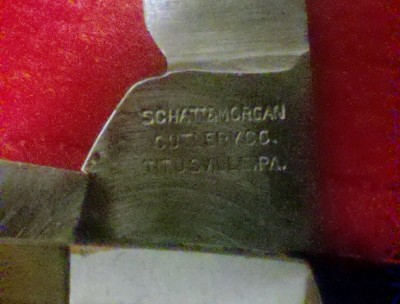 SCHATT&MORGAN
CUTLERY CO.
TITUSVILLE, PA.